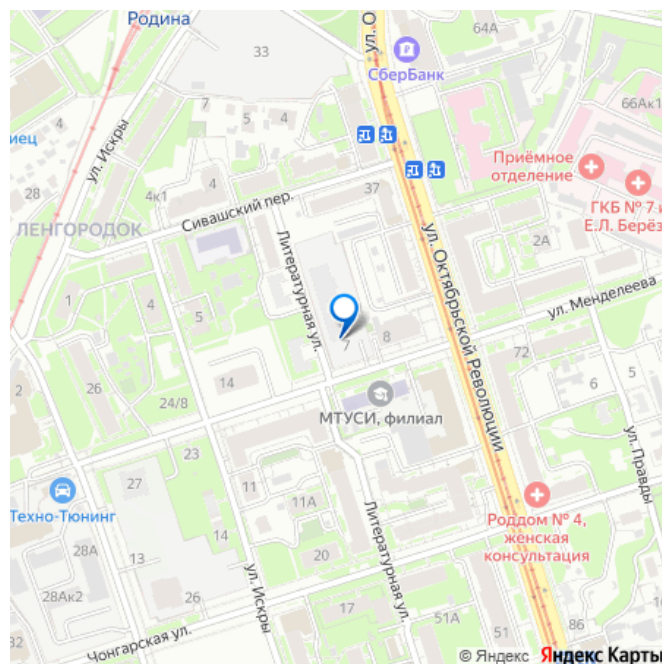 Родина
ул. О
СберБанк
33
64А
66Ак1
7
5
4
4
иец
ул. Искры
28
Приёмное
отделение
ГКБ № 7 и
Е.Л. Берёз
4к1
4
37
Сивашский пер.
ЛЕНГОРОДОК
ул. Октябрьской Революции
2А
Литературная ул.
ул. Менделеева
1
4
5
7
8
72
2
26
14
6
5
24/8
МТУСИ, филиал
23
ул. Правды
27
11
11А
Техно-Тюнинг
Роддом № 4,
женская
консультация
14
Литературная ул.
28А
13
20
ул. Искры
28Ак2
26
17
51А
32
Чонгарская ул.
51
86
© Яндекс Яндекс Карты